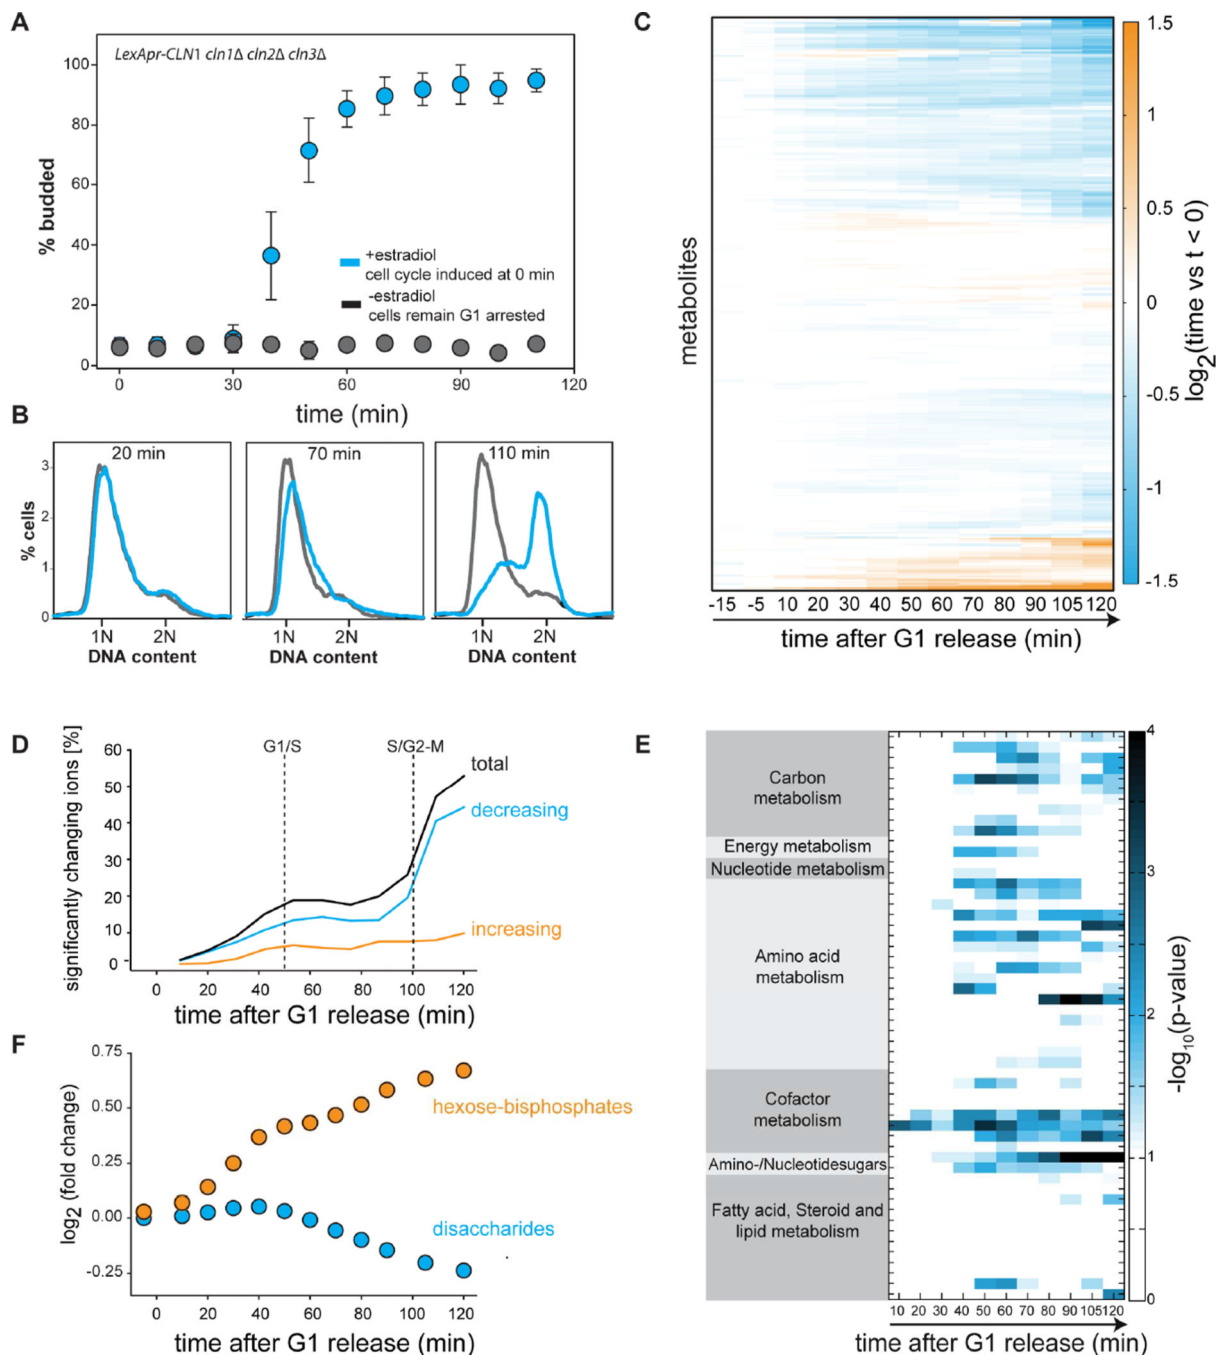 A
LexApr-CLN1 cln1Δ cln2Δ cln3Δ
100
80
60
40
20
0
% budded
+estradiol
cell cycle induced at 0 min
-estradiol
cells remain G1 arrested
0
30
60
90
120
time (min)
B
20 min
70 min
110 min
3
2
1
0
% cells
1N
2N
1N
2N
1N
2N
DNA content
DNA content
DNA content
C
metabolites
-15
-5
10
20
30
40
50
60
70
80
90
105
120
time after G1 release (min)
1.5
1
0.5
0
-0.5
-1
-1.5
log2(time vs t < 0)
D
significantly changing ions [%]
60
50
40
30
20
10
0
G1/S
S/G2-M
total
decreasing
increasing
0
20
40
60
80
100
120
time after G1 release (min)
E
Carbon
metabolism
Energy metabolism
Nucleotide metabolism
Amino acid
metabolism
Cofactor
metabolism
Amino-/Nucleotidesugars
Fatty acid, Steroid and
lipid metabolism
10 20 30 40 50 60 70 80 90 105120
time after G1 release (min)
4
3
2
1
0
-log10(p-value)
F
log2 (fold change)
0.75
0.50
0.25
0.00
-0.25
hexose-bisphosphates
disaccharides
0
20
40
60
80
100
120
time after G1 release (min)